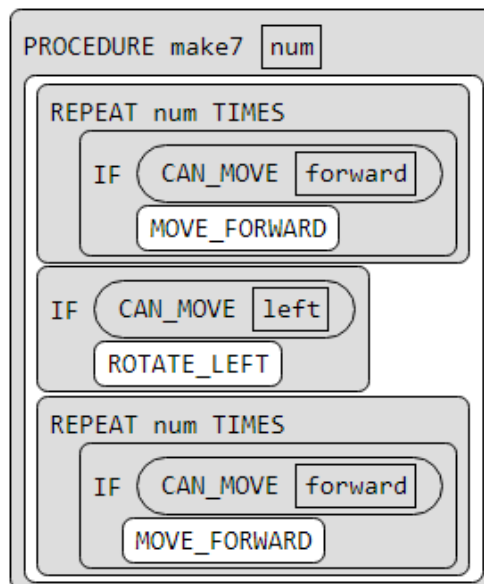 PROCEDURE make7 num
REPEAT num TIMES
IF CAN_MOVE forward
MOVE_FORWARD
IF CAN_MOVE left
ROTATE_LEFT
REPEAT num TIMES
IF CAN_MOVE forward
MOVE_FORWARD